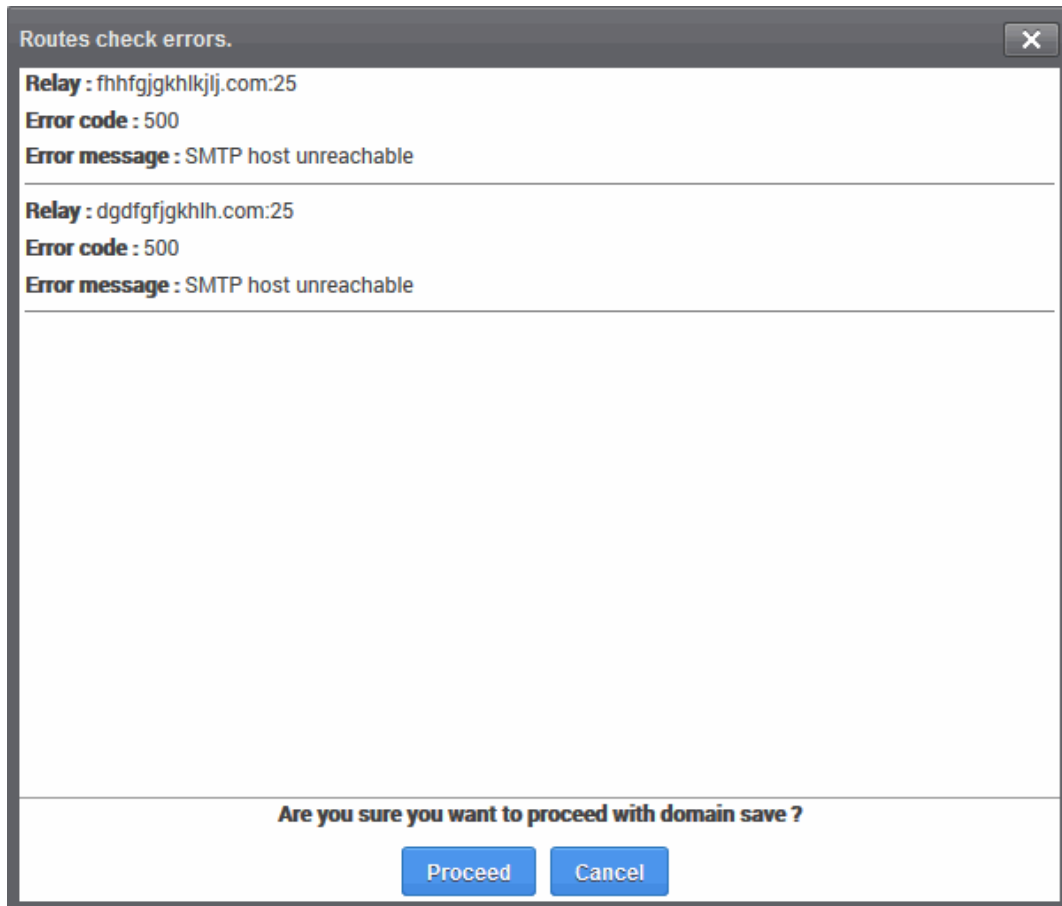 Routes check errors.
Relay : fhhfgjgkhlkjlj.com:25
Error code : 500
Error message : SMTP host unreachable
Relay : dgdfgfjgkhlh.com:25
Error code : 500
Error message : SMTP host unreachable
Are you sure you want to proceed with domain save ?
Proceed Cancel